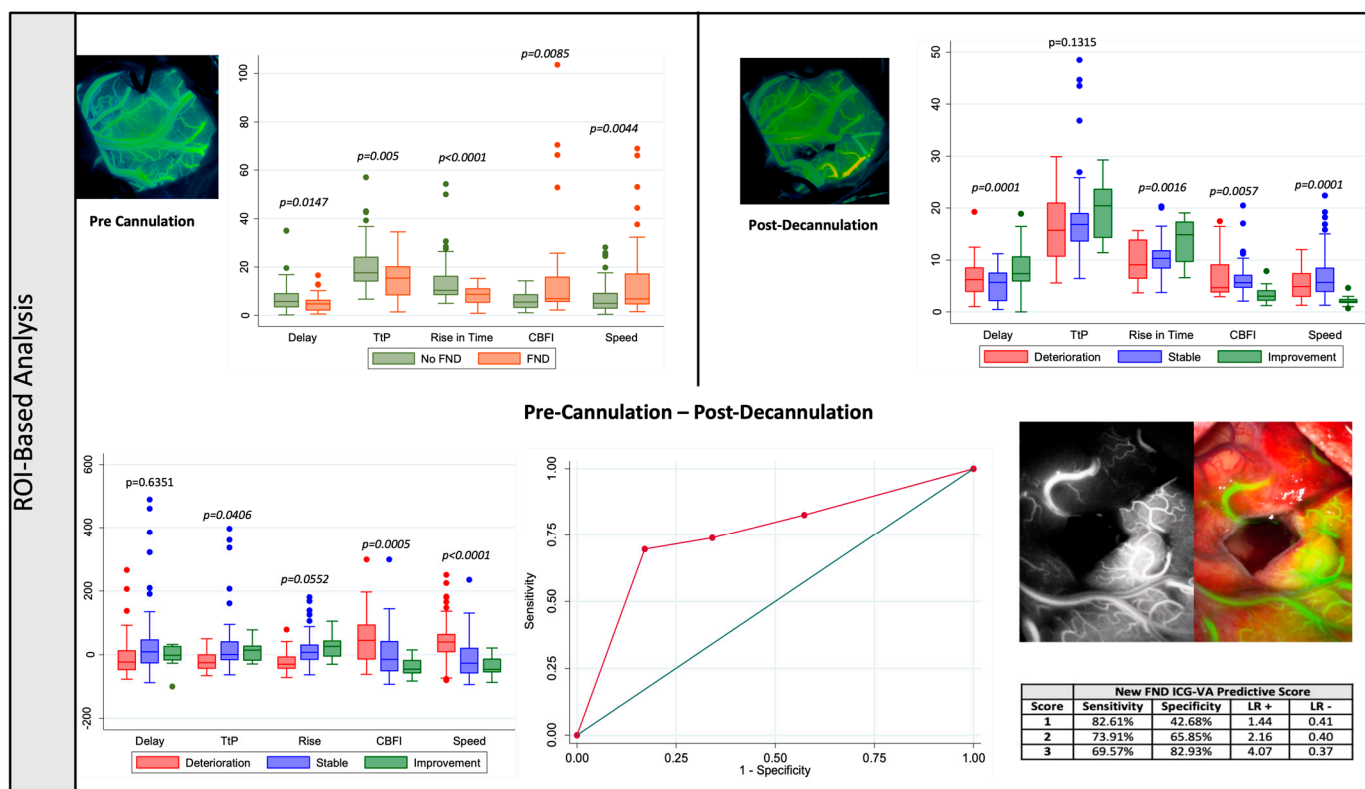 ROI-Based Analysis
Pre Cannulation
100
80
60
40
20
0
p=0.0147
p=0.005
p<0.0001
p=0.0085
p=0.0044
Delay TtP Rise in Time CBFI Speed
No FND FND
Post-Decannulation
50
40
30
20
10
0
p=0.0001
p=0.1315
p=0.0016
p=0.0057
p=0.0001
Delay TtP Rise in Time CBFI Speed
Deterioration Stable Improvement
Pre-Cannulation – Post-Decannulation
600
400
200
0
-200
p=0.6351
p=0.0406
p=0.0552
p=0.0005
p<0.0001
Delay TtP Rise CBFI Speed
Deterioration Stable Improvement
Sensitivity
1.00
0.75
0.50
0.25
0.00
0.00 0.25 0.50 0.75 1.00
1 - Specificity
New FND ICG-VA Predictive Score
Score Sensitivity Specificity LR + LR -
1 82.61% 42.68% 1.44 0.41
2 73.91% 65.85% 2.16 0.40
3 69.57% 82.93% 4.07 0.37